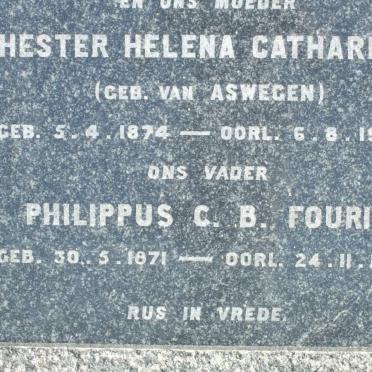 EN ONS MOEDER
HESTER HELENA CATHAR
(GEB. VAN ASWEGEN)
GEB. 5.4.1874 — OORL. 6.8.19
ONS VADER
PHILIPPUS C. B. FOURI
GEB. 30.5.1871 — OORL. 24.11.
RUS IN VREDE.